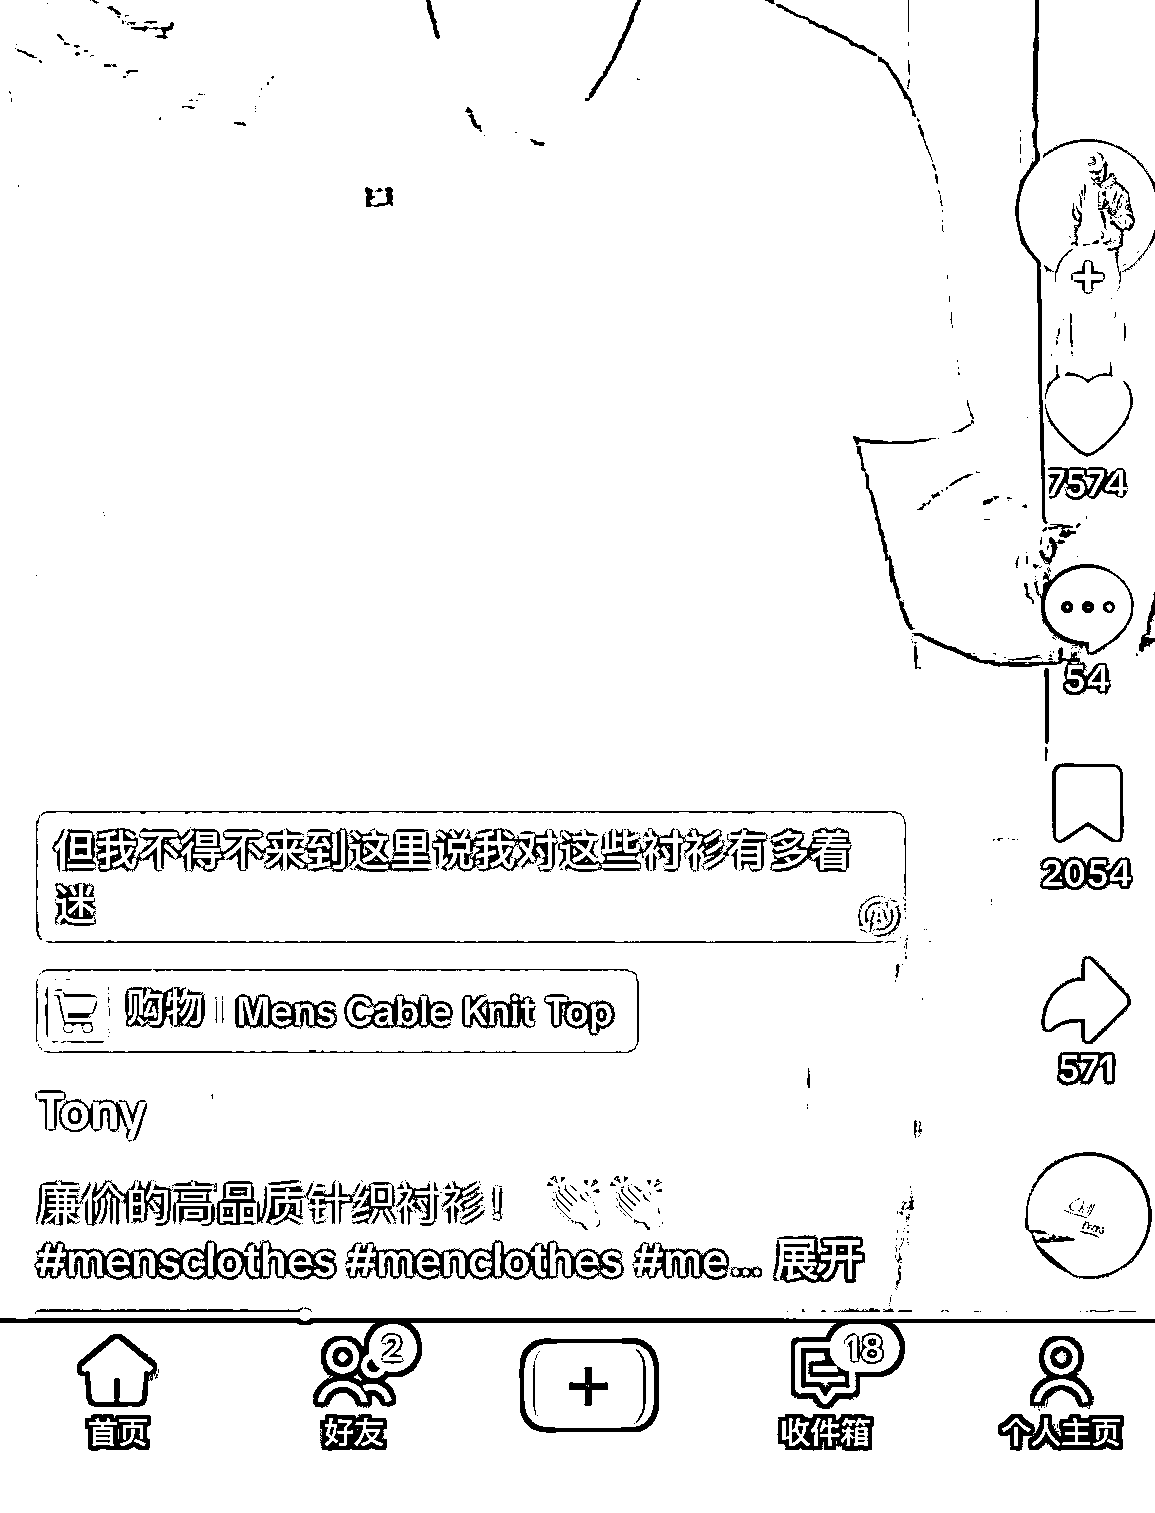 7574
54
2054
571
但我不得不来到这里说我对这些衬衫有多着
迷
购物 | Mens Cable Knit Top
Tony
廉价的高品质针织衬衫！ 👏👏
#mensclothes #menclothes #me... 展开
2
18
首页
好友
收件箱
个人主页